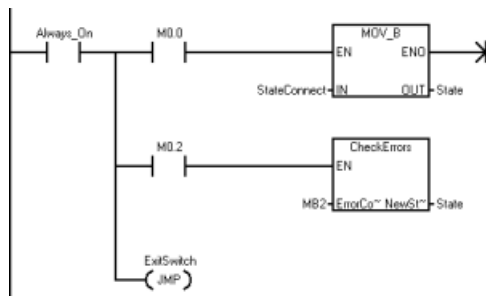 Always_On
M0.0
MOV_B
EN
ENO
StateConnect
IN
OUT
State
M0.2
CheckErrors
EN
MB2
ErrorCo~
NewSt~
State
ExitSwitch
JMP